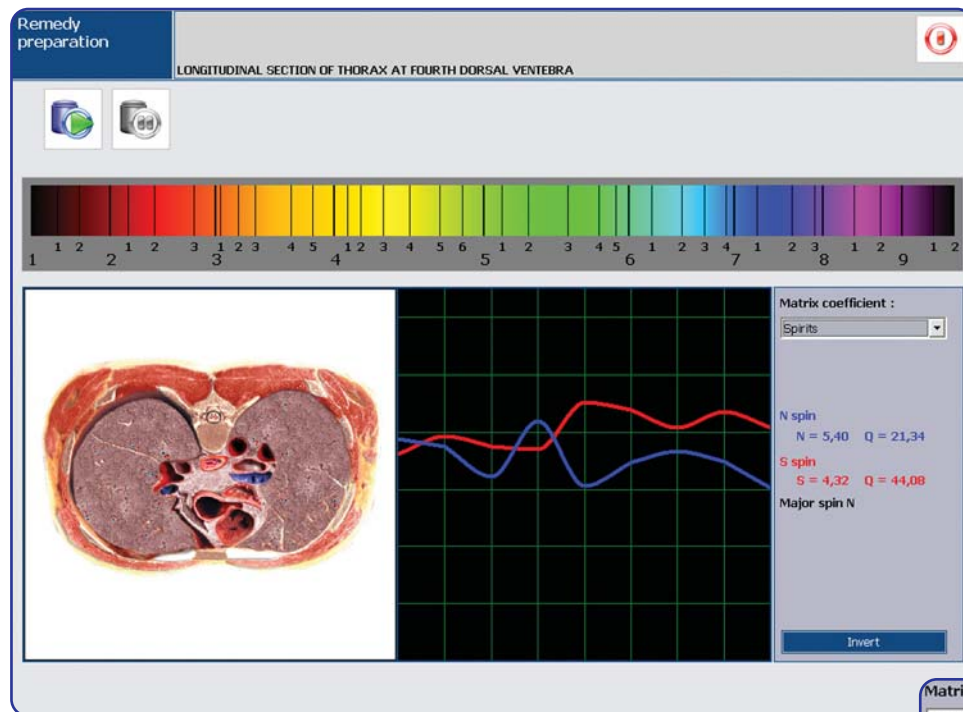 Remedy
preparation
LONGITUDINAL SECTION OF THORAX AT FOURTH DORSAL VENTEBRA
1 2 1 2 3 1 2 3 4 5 1 2 3 4 5 6 1 2 3 4 5 1 2 3 4 1 2 3 1 2 1 2
1 2 3 4 5 6 7 8 9
Matrix coefficient :
Spirits
N spin
N = 5,40 Q = 21,34
S spin
S = 4,32 Q = 44,08
Major spin N
Invert
Matri